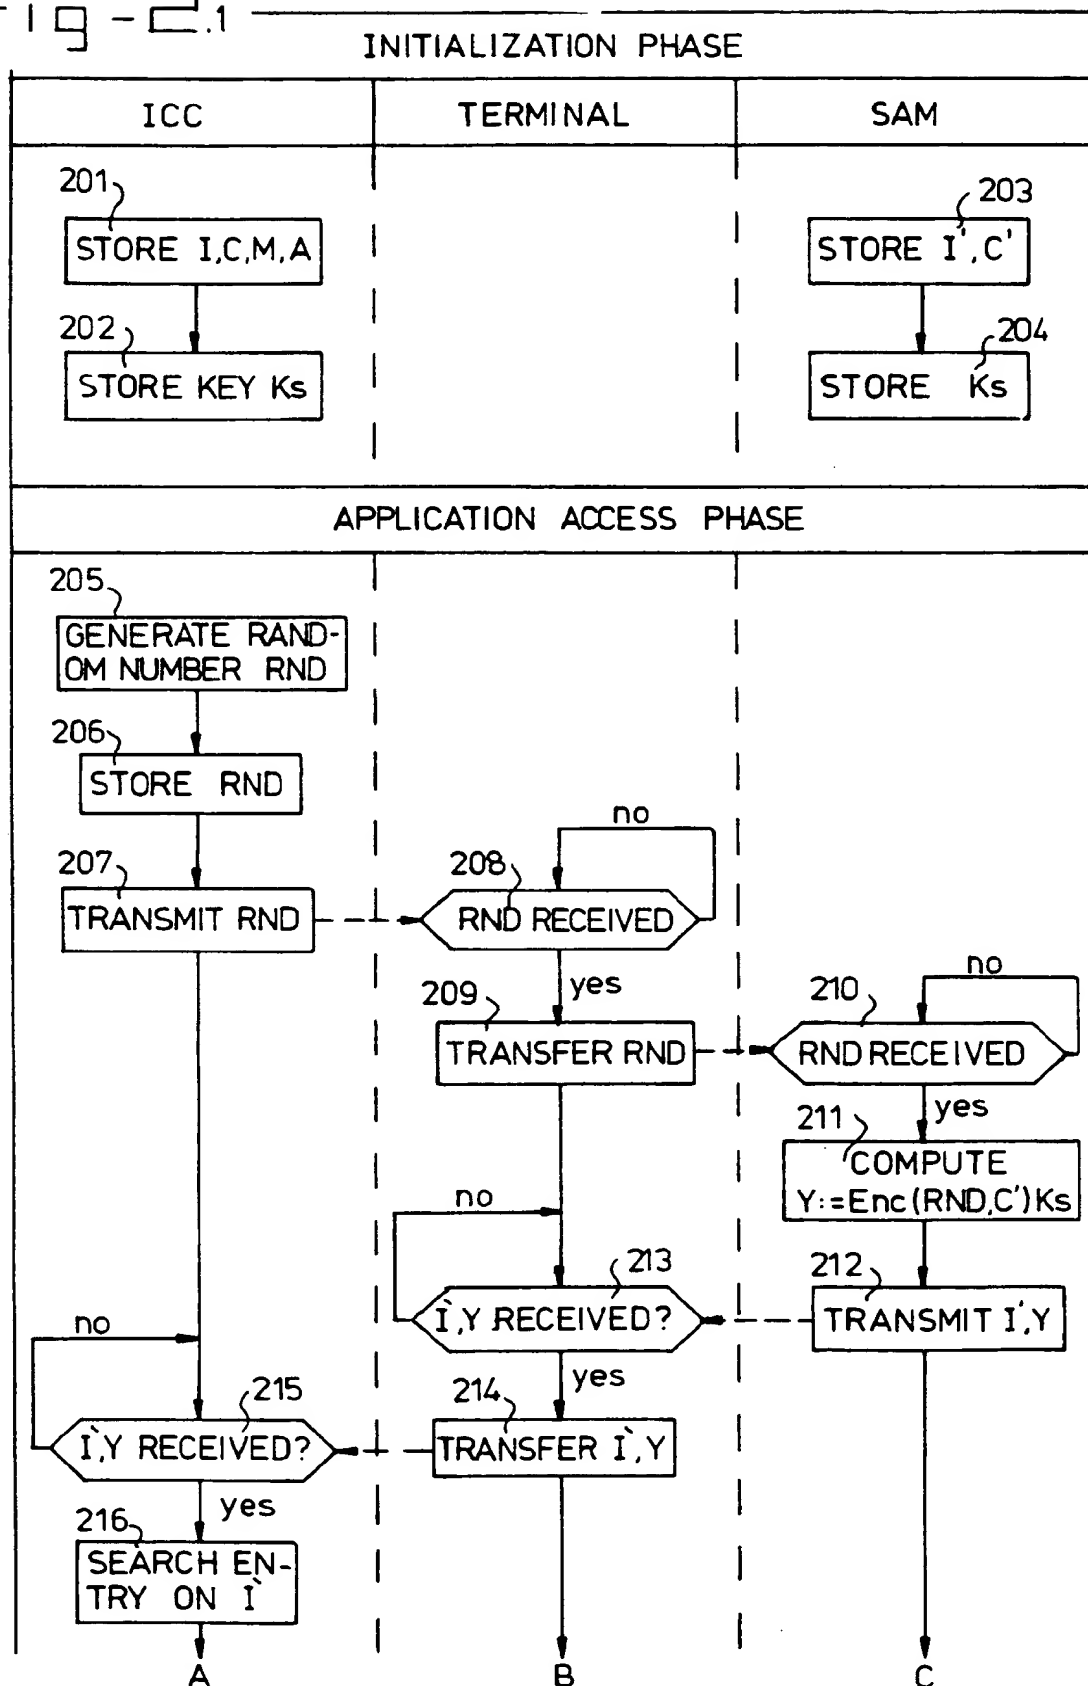 Fig-2.1
INITIALIZATION PHASE
ICC
TERMINAL
SAM
201
STORE I,C,M,A
203
STORE I',C'
202
STORE KEY Ks
204
STORE Ks
APPLICATION ACCESS PHASE
205
GENERATE RAND-
OM NUMBER RND
206
STORE RND
207
TRANSMIT RND
no
208
RND RECEIVED
yes
209
TRANSFER RND
no
210
RND RECEIVED
yes
211
COMPUTE
Y:=Enc(RND,C')Ks
212
TRANSMIT I',Y
no
213
I`,Y RECEIVED?
yes
214
TRANSFER I`,Y
no
215
I`,Y RECEIVED?
yes
216
SEARCH EN-
TRY ON I`
A
B
C